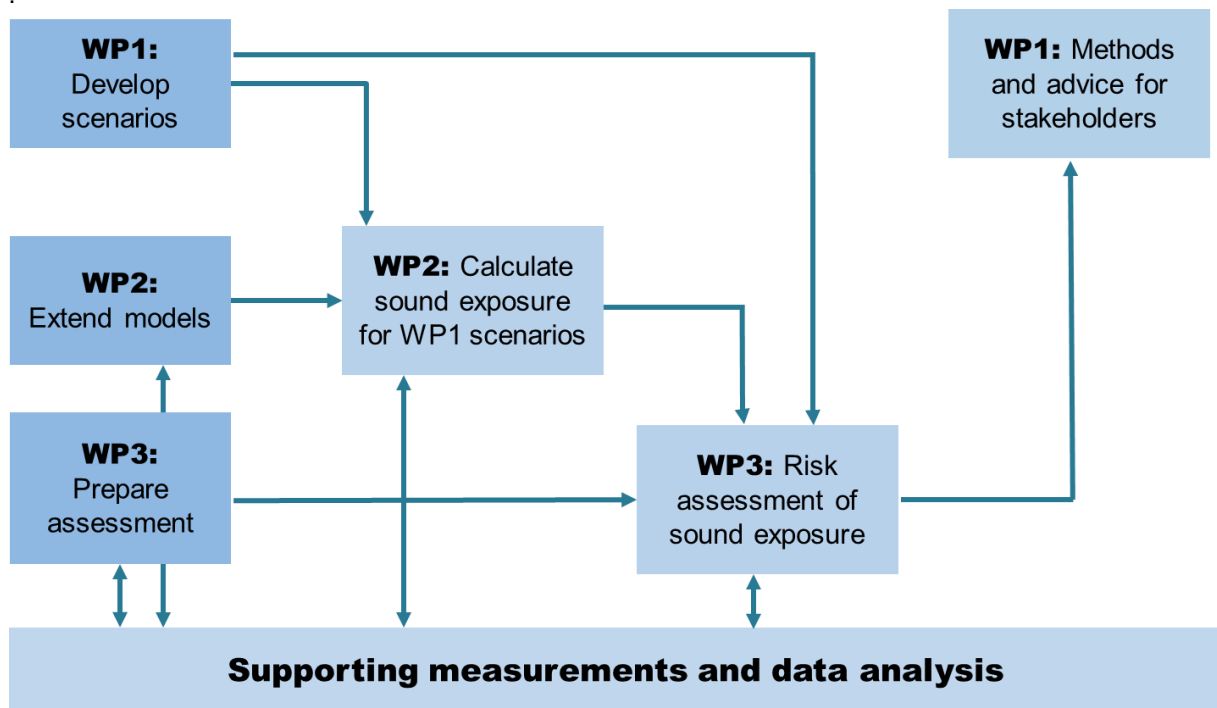 .
WP1:
Develop
scenarios
WP1: Methods
and advice for
stakeholders
WP2:
Extend models
WP2: Calculate
sound exposure
for WP1 scenarios
WP3:
Prepare
assessment
WP3: Risk
assessment of
sound exposure
Supporting measurements and data analysis